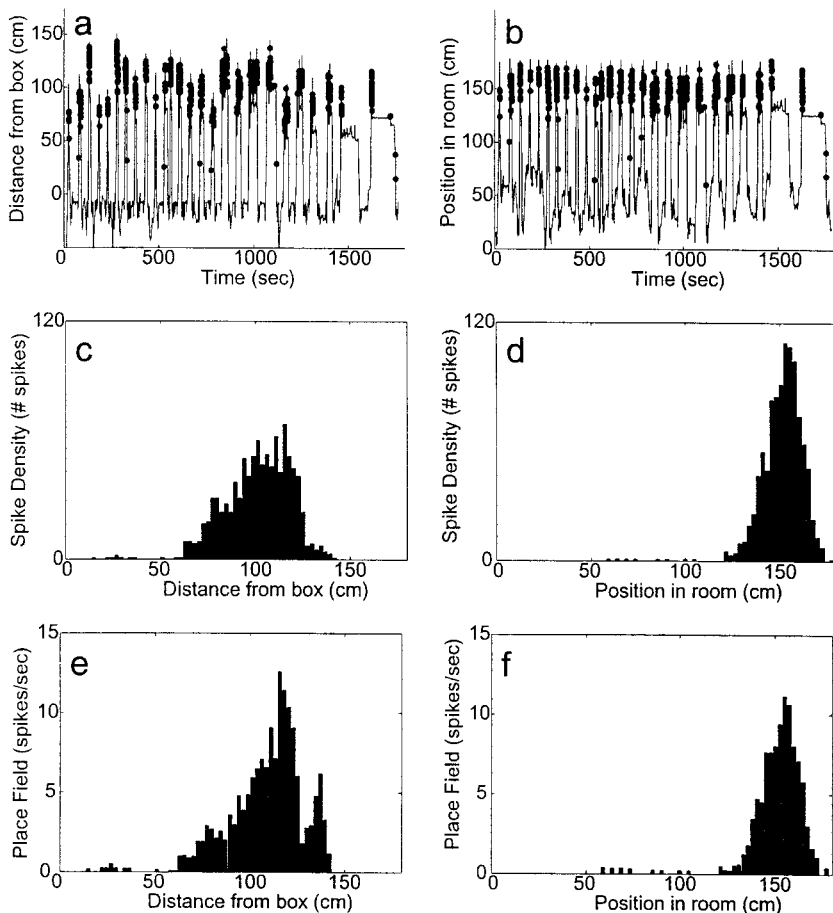 a
Distance from box (cm)
150
100
50
0
0
500
1000
1500
Time (sec)
b
Position in room (cm)
200
150
100
50
0
0
500
1000
1500
Time (sec)
c
Spike Density (# spikes)
120
0
0
50
100
150
Distance from box (cm)
d
Spike Density (# spikes)
120
0
0
50
100
150
Position in room (cm)
e
Place Field (spikes/sec)
15
10
5
0
0
50
100
150
Distance from box (cm)
f
Place Field (spikes/sec)
15
10
5
0
0
50
100
150
Position in room (cm)